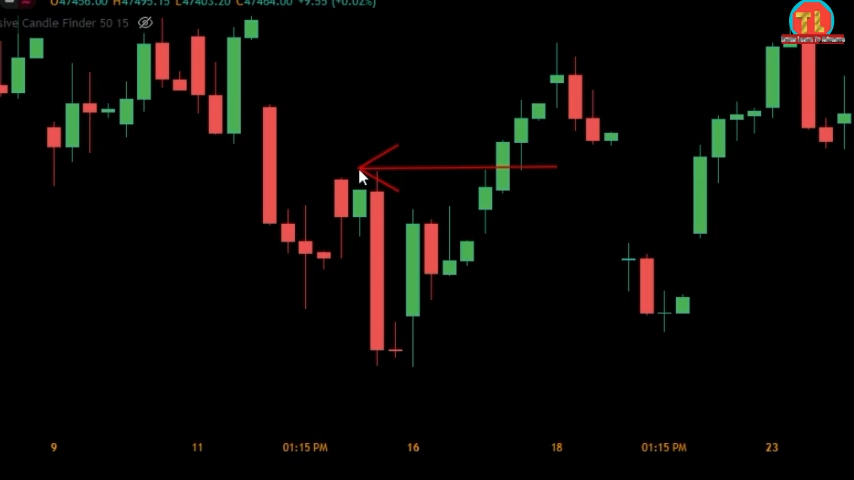 O47456.00 H47495.15 L47403.20 C47464.00 +9.55 (+0.02%)
sive Candle Finder 50 15
TL
9 11 01:15 PM 16 18 01:15 PM 23